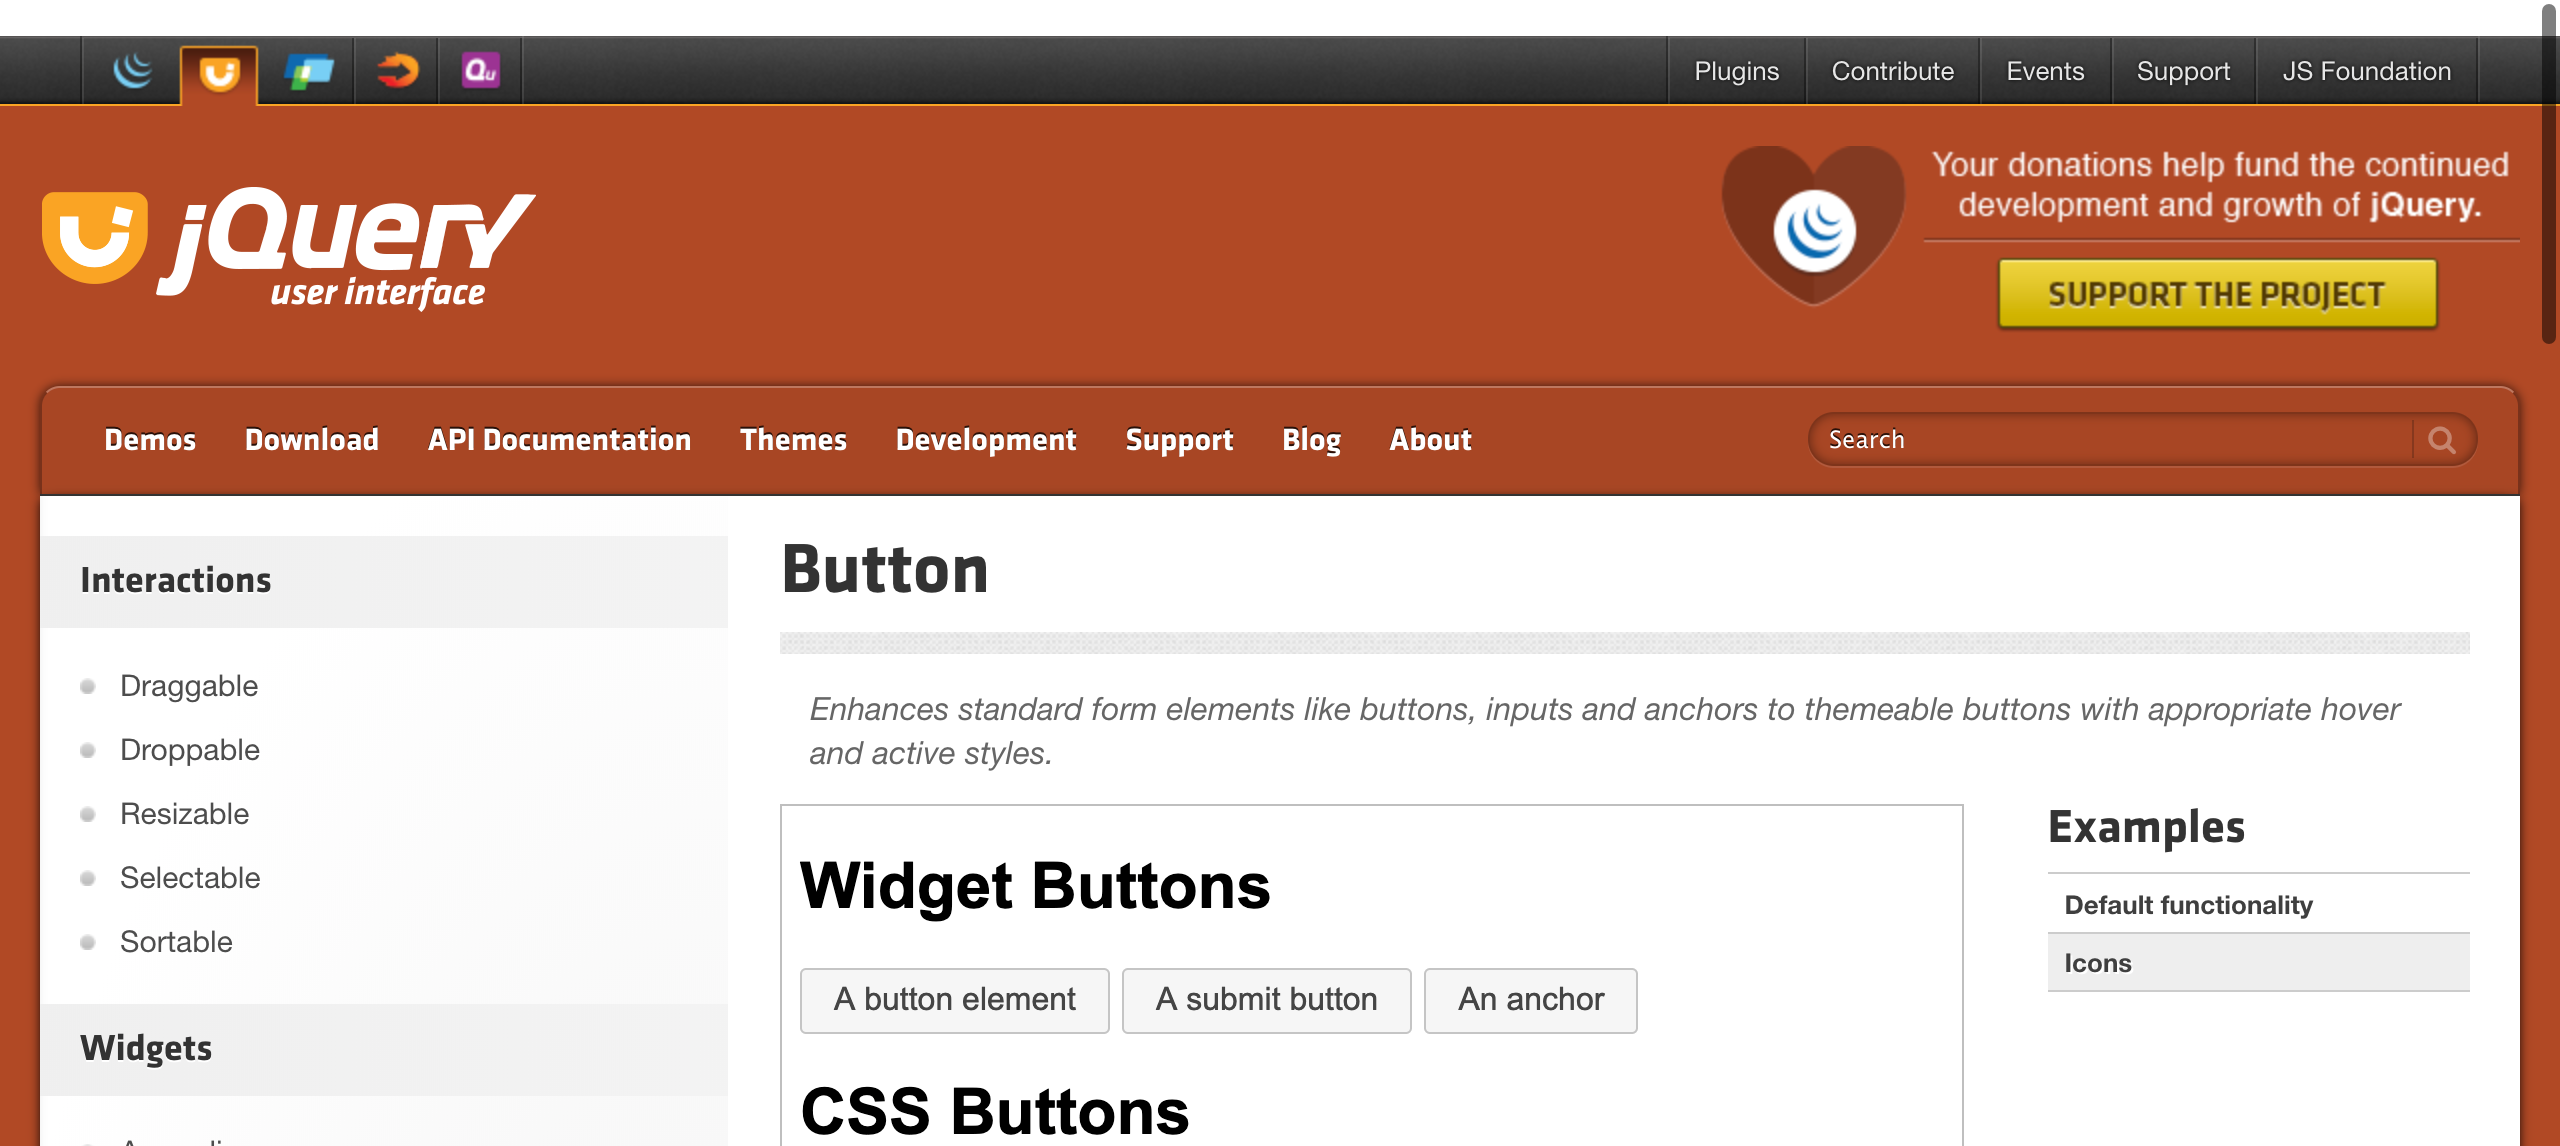 Qu
Plugins
Contribute
Events
Support
JS Foundation
jQuery
user interface
Your donations help fund the continued
development and growth of jQuery.
SUPPORT THE PROJECT
Demos
Download
API Documentation
Themes
Development
Support
Blog
About
Search
Interactions
Draggable
Droppable
Resizable
Selectable
Sortable
Widgets
Button
Enhances standard form elements like buttons, inputs and anchors to themeable buttons with appropriate hover
and active styles.
Widget Buttons
A button element
A submit button
An anchor
CSS Buttons
Examples
Default functionality
Icons